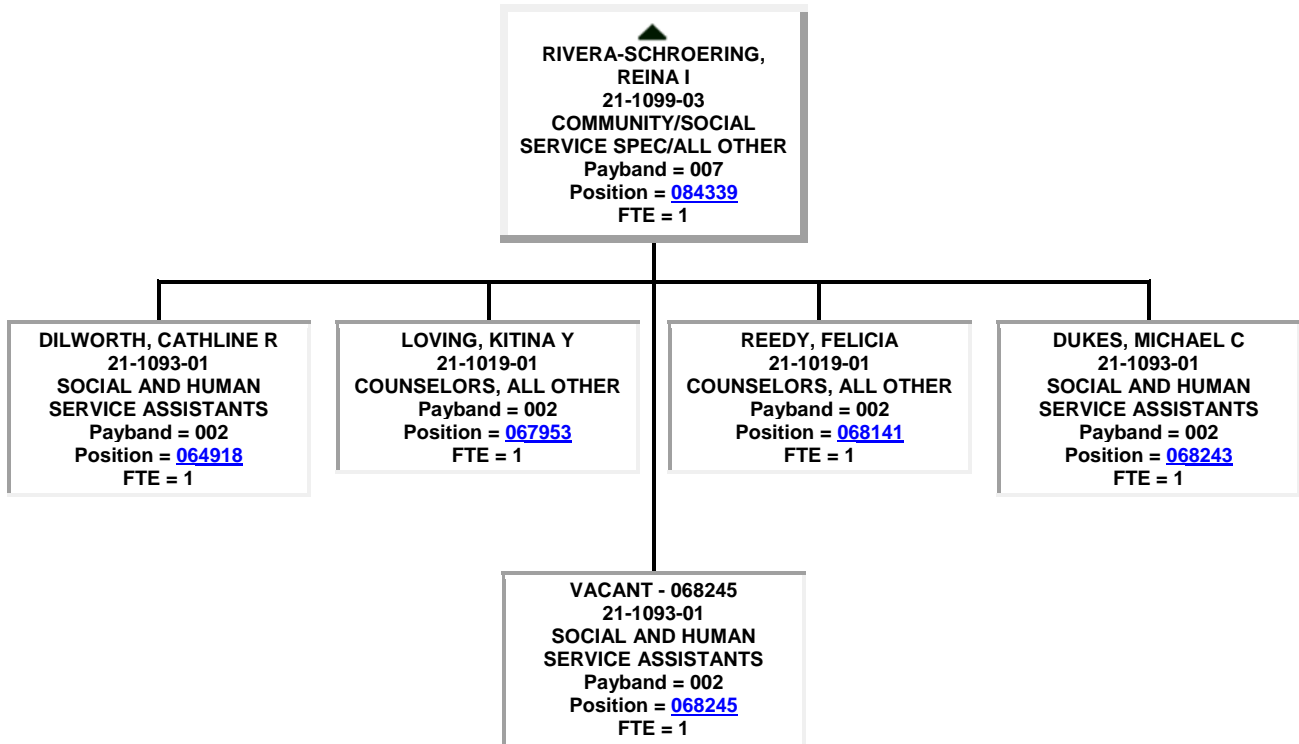 RIVERA-SCHROERING,
REINA I
21-1099-03
COMMUNITY/SOCIAL
SERVICE SPEC/ALL OTHER
Payband = 007
Position = 084339
FTE = 1
DILWORTH, CATHLINE R
21-1093-01
SOCIAL AND HUMAN
SERVICE ASSISTANTS
Payband = 002
Position = 064918
FTE = 1
LOVING, KITINA Y
21-1019-01
COUNSELORS, ALL OTHER
Payband = 002
Position = 067953
FTE = 1
REEDY, FELICIA
21-1019-01
COUNSELORS, ALL OTHER
Payband = 002
Position = 068141
FTE = 1
DUKES, MICHAEL C
21-1093-01
SOCIAL AND HUMAN
SERVICE ASSISTANTS
Payband = 002
Position = 068243
FTE = 1
VACANT - 068245
21-1093-01
SOCIAL AND HUMAN
SERVICE ASSISTANTS
Payband = 002
Position = 068245
FTE = 1